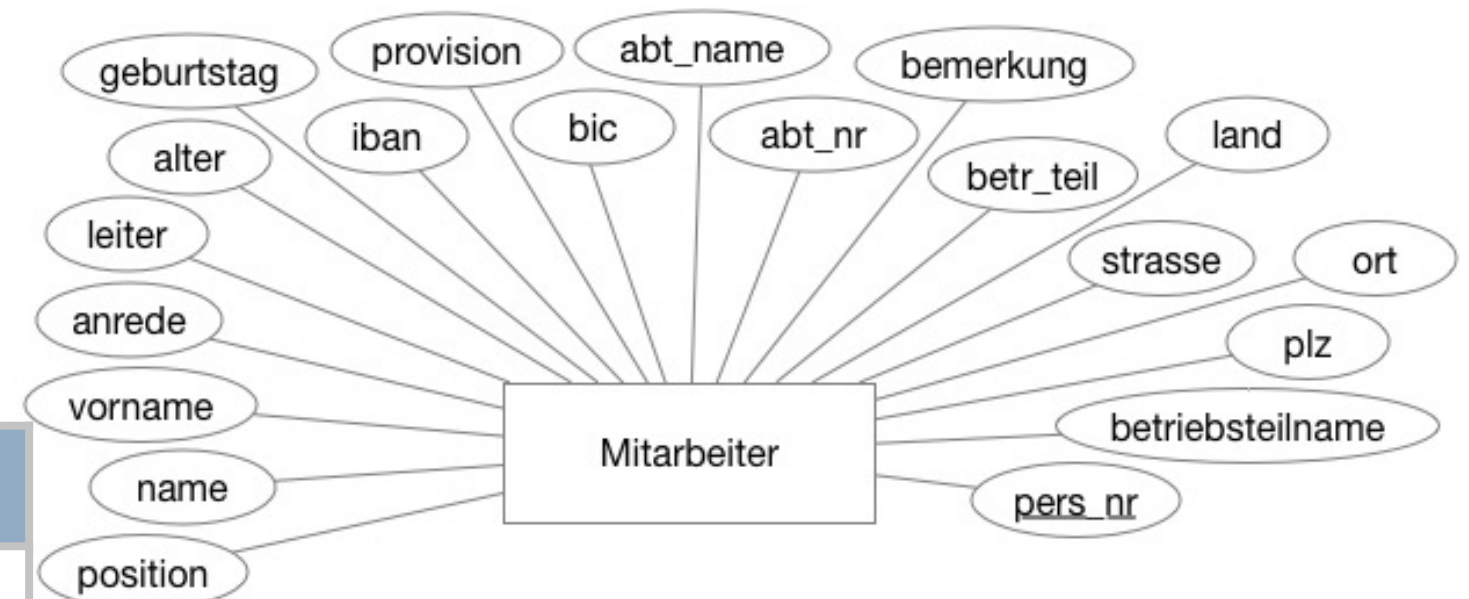 geburtstag
provision
abt_name
bemerkung
alter
iban
bic
abt_nr
land
betr_teil
leiter
strasse
ort
anrede
plz
vorname
betriebsteilname
Mitarbeiter
name
pers_nr
position